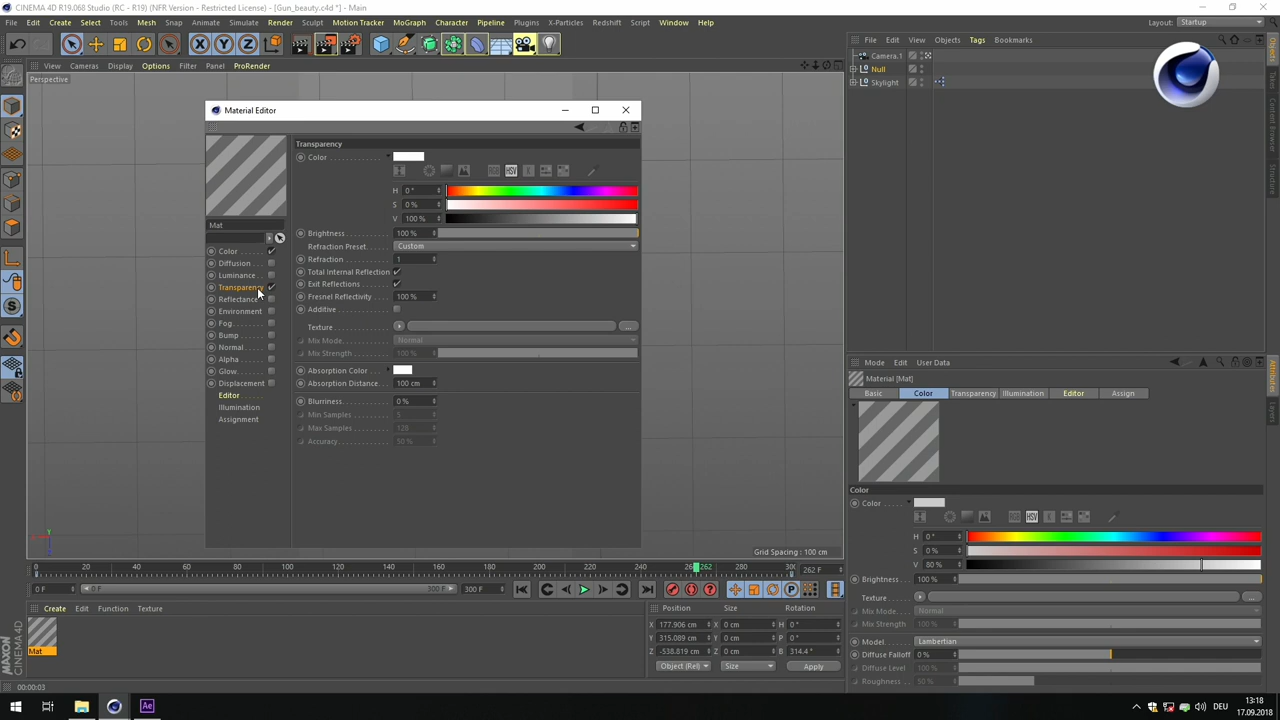 CINEMA 4D R19.068 Studio (RC - R19) (NFR Version - Restricted License) - [Gun_beauty.c4d *] - Main
File Edit Create Select Tools Mesh Snap Animate Simulate Render Sculpt Motion Tracker MoGraph Character Pipeline Plugins X-Particles Redshift Script Window Help
Layout: Startup
X Y Z
File Edit View Objects Tags Bookmarks
View Cameras Display Options Filter Panel ProRender
Camera.1
Null
Skylight
Perspective
Material Editor
Transparency
Color
H 0 °
S 0 %
V 100 %
Mat
Brightness 100 %
Refraction Preset Custom
Refraction 1
Total Internal Reflection
Exit Reflections
Fresnel Reflectivity 100 %
Additive
Texture ...
Mix Mode Normal
Mix Strength 100 %
Absorption Color
Absorption Distance 100 cm
Blurriness 0 %
Min Samples 5
Max Samples 128
Accuracy 50 %
Color
Diffusion
Luminance
Transparency
Reflectance
Environment
Fog
Bump
Normal
Alpha
Glow
Displacement
Editor
Illumination
Assignment
Objects
Takes
Content Browser
Structure
Mode Edit User Data
Material [Mat]
Basic Color Transparency Illumination Editor Assign
Color
Color
H 0 °
S 0 %
V 80 %
Brightness 100 %
Texture ...
Mix Mode Normal
Mix Strength 100 %
Model Lambertian
Diffuse Falloff 0 %
Diffuse Level 100 %
Roughness 50 %
Attributes
Layers
Y
Z
Grid Spacing : 100 cm
0 20 40 60 80 100 120 140 160 180 200 220 240 262 280 300
262 F
0 F 0 F 300 F 300 F
Create Edit Function Texture
Mat
Position Size Rotation
X 177.906 cm X 0 cm H 0 °
Y 315.089 cm Y 0 cm P 0 °
Z -538.819 cm Z 0 cm B 314.4 °
Object (Rel) Size Apply
MAXON
CINEMA 4D
00:00:03
DEU
13:18
17.09.2018